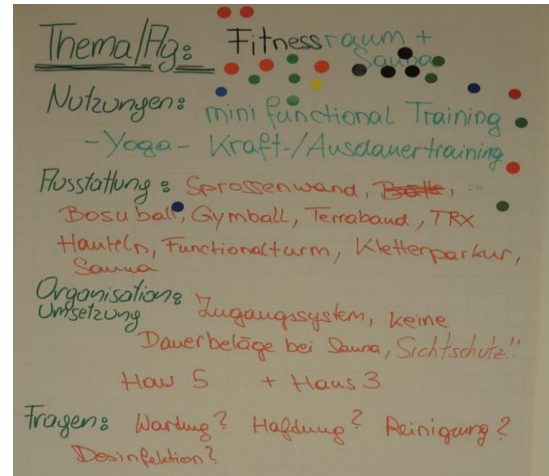 Thema/Ag: Fitnessraum +
Sauna
Nutzungen: mini functional Training
- Yoga - Kraft-/Ausdauertraining
Ausstattung: Sprossenwand, Bälle,
Bosuball, Gymball, Terraband, TRX
Hanteln, Functionalturm, Kletterparkur,
Sauna
Organisation:
Umsetzung Zugangssystem, keine
Dauerbeläge bei Sauna, Sichtschutz!!
Haus 5 + Haus 3
Fragen: Wartung? Haftung? Reinigung?
Desinfektion?